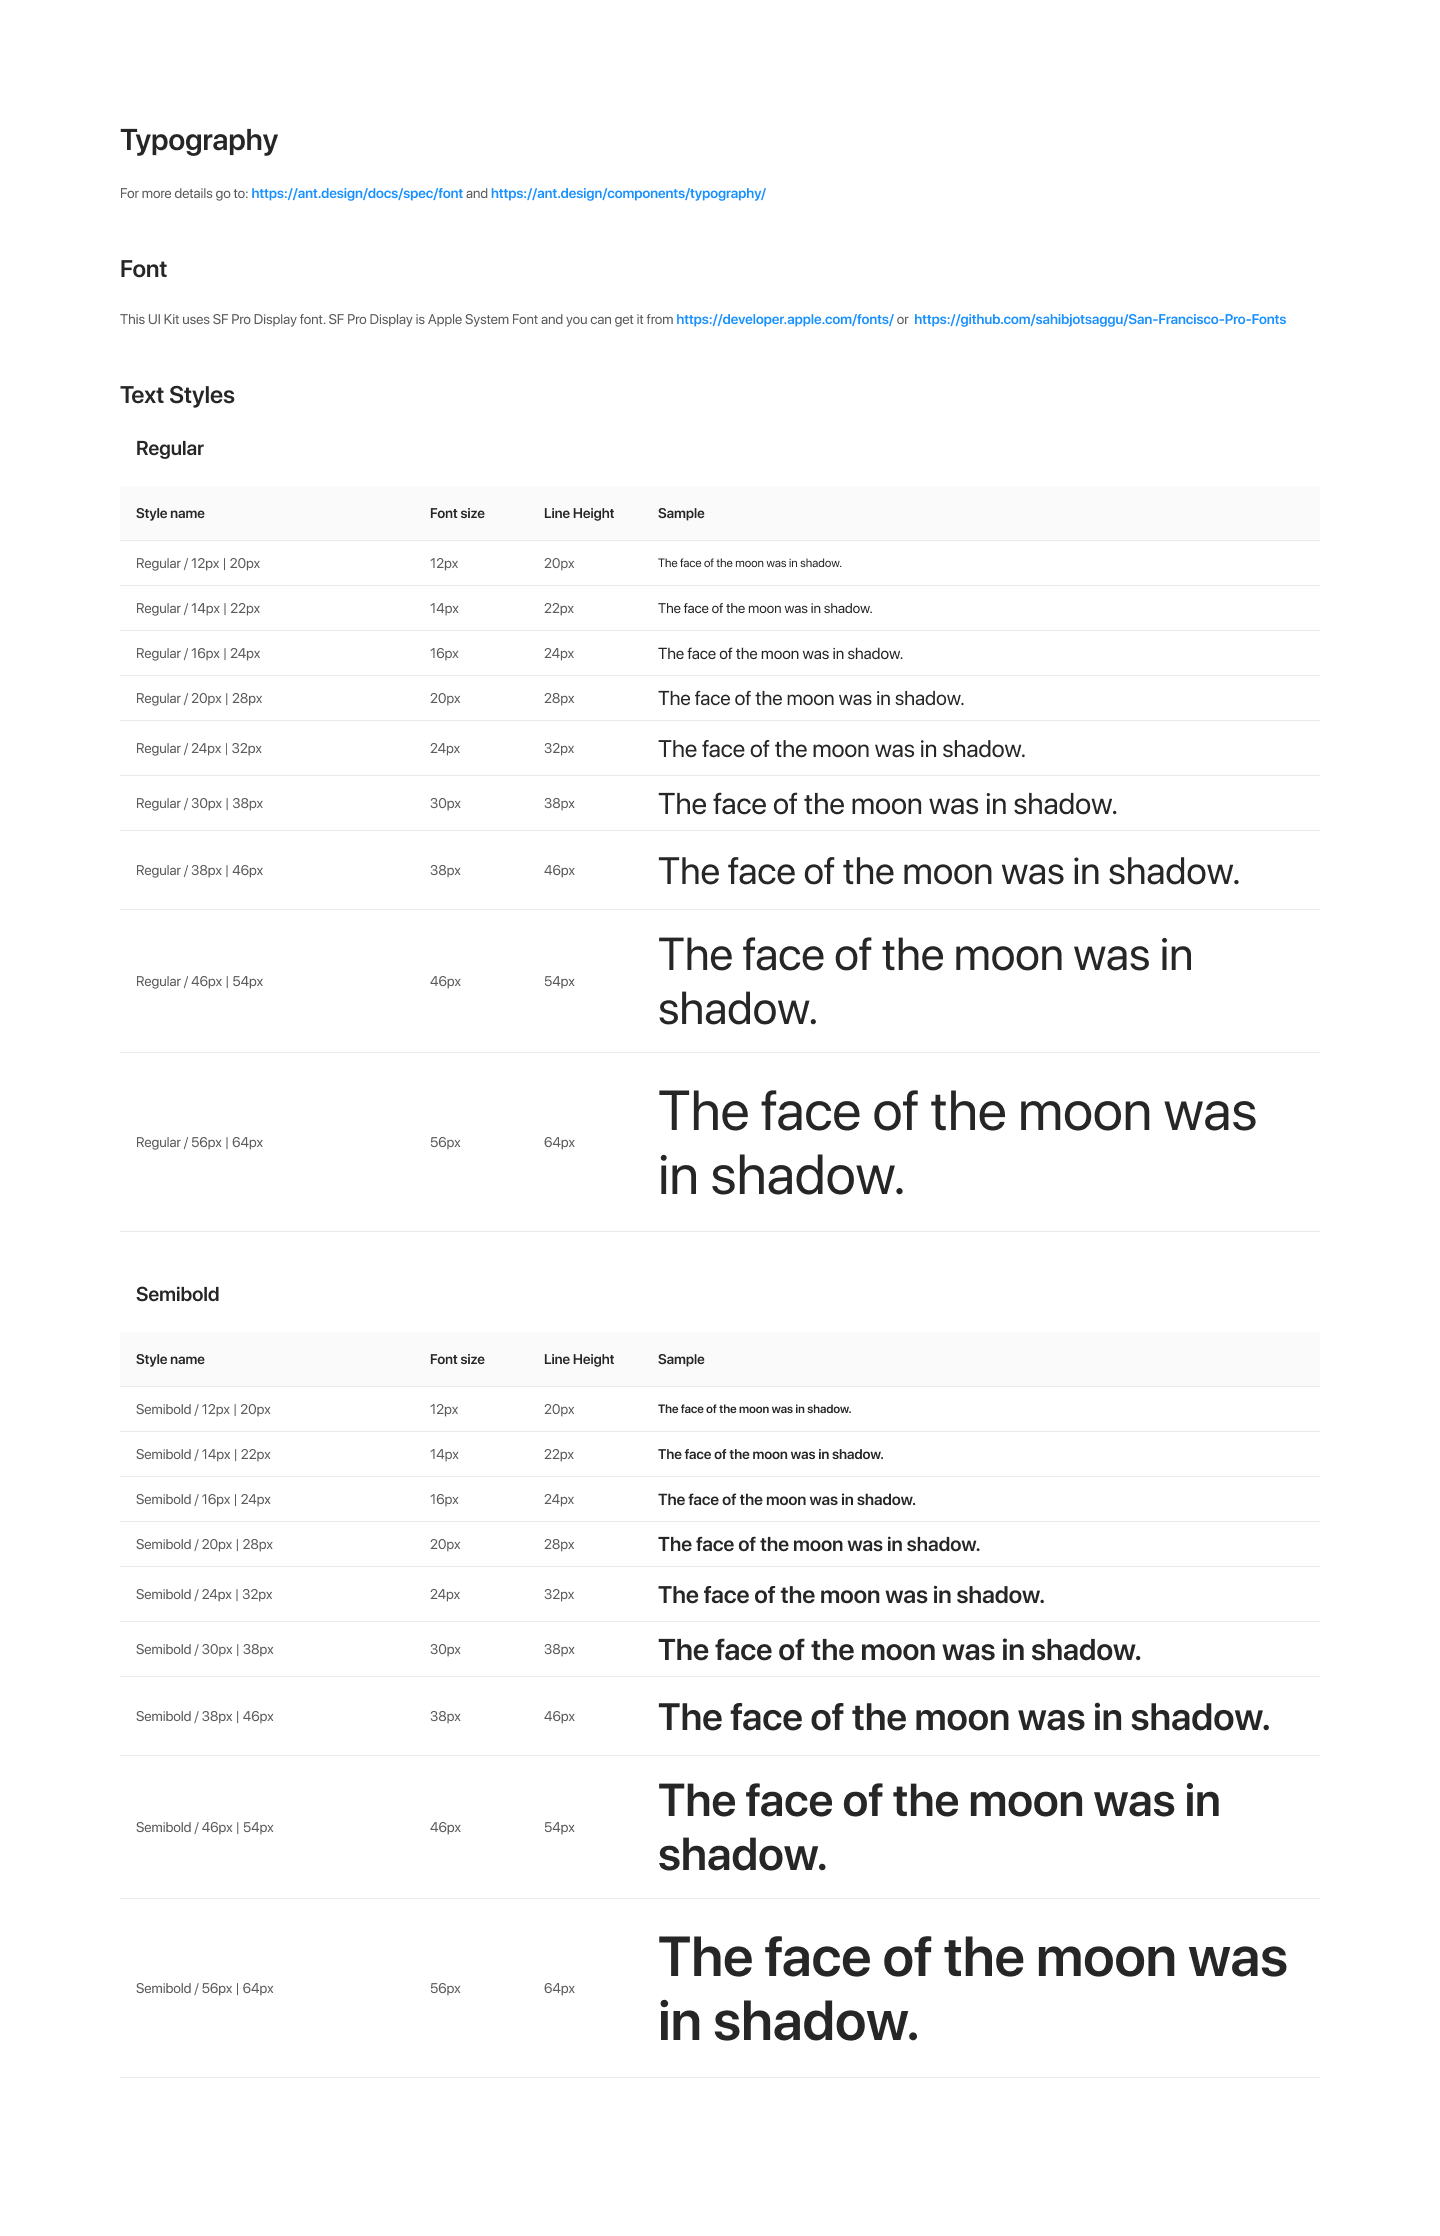 Typography
For more details go to: https://ant.design/docs/spec/font and https://ant.design/components/typography/
Font
This UI Kit uses SF Pro Display font. SF Pro Display is Apple System Font and you can get it from https://developer.apple.com/fonts/ or https://github.com/sahibjotsaggu/San-Francisco-Pro-Fonts
Text Styles
Regular
Style name Font size Line Height Sample
Regular / 12px | 20px 12px 20px The face of the moon was in shadow.
Regular / 14px | 22px 14px 22px The face of the moon was in shadow.
Regular / 16px | 24px 16px 24px The face of the moon was in shadow.
Regular / 20px | 28px 20px 28px The face of the moon was in shadow.
Regular / 24px | 32px 24px 32px The face of the moon was in shadow.
Regular / 30px | 38px 30px 38px The face of the moon was in shadow.
Regular / 38px | 46px 38px 46px The face of the moon was in shadow.
Regular / 46px | 54px 46px 54px The face of the moon was in
shadow.
Regular / 56px | 64px 56px 64px The face of the moon was
in shadow.
Semibold
Style name Font size Line Height Sample
Semibold / 12px | 20px 12px 20px The face of the moon was in shadow.
Semibold / 14px | 22px 14px 22px The face of the moon was in shadow.
Semibold / 16px | 24px 16px 24px The face of the moon was in shadow.
Semibold / 20px | 28px 20px 28px The face of the moon was in shadow.
Semibold / 24px | 32px 24px 32px The face of the moon was in shadow.
Semibold / 30px | 38px 30px 38px The face of the moon was in shadow.
Semibold / 38px | 46px 38px 46px The face of the moon was in shadow.
Semibold / 46px | 54px 46px 54px The face of the moon was in
shadow.
Semibold / 56px | 64px 56px 64px The face of the moon was
in shadow.